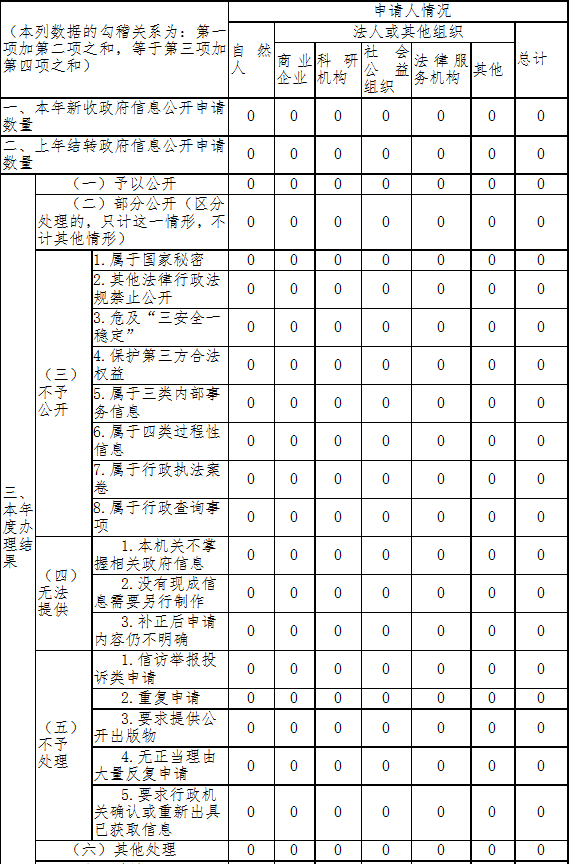 （本列数据的勾稽关系为：第一
项加第二项之和，等于第三项加
第四项之和）
申请人情况
自然
人
法人或其他组织
总计
商业
企业
科研
机构
社会
公益
组织
法律服
务机构
其他
一、本年新收政府信息公开申请
数量
0 0 0 0 0 0 0
二、上年结转政府信息公开申请
数量
0 0 0 0 0 0 0
三、
本年
度办
理结
果
（一）予以公开
0 0 0 0 0 0 0
（二）部分公开（区分
处理的，只计这一情形，不
计其他情形）
0 0 0 0 0 0 0
（三）
不予
公开
1.属于国家秘密
0 0 0 0 0 0 0
2.其他法律行政法
规禁止公开
0 0 0 0 0 0 0
3.危及“三安全一
稳定”
0 0 0 0 0 0 0
4.保护第三方合法
权益
0 0 0 0 0 0 0
5.属于三类内部事
务信息
0 0 0 0 0 0 0
6.属于四类过程性
信息
0 0 0 0 0 0 0
7.属于行政执法案
卷
0 0 0 0 0 0 0
8.属于行政查询事
项
0 0 0 0 0 0 0
（四）
无法
提供
1.本机关不掌
握相关政府信息
0 0 0 0 0 0 0
2.没有现成信
息需要另行制作
0 0 0 0 0 0 0
3.补正后申请
内容仍不明确
0 0 0 0 0 0 0
（五）
不予
处理
1.信访举报投
诉类申请
0 0 0 0 0 0 0
2.重复申请
0 0 0 0 0 0 0
3.要求提供公
开出版物
0 0 0 0 0 0 0
4.无正当理由
大量反复申请
0 0 0 0 0 0 0
5.要求行政机
关确认或重新出具
已获取信息
0 0 0 0 0 0 0
（六）其他处理
0 0 0 0 0 0 0